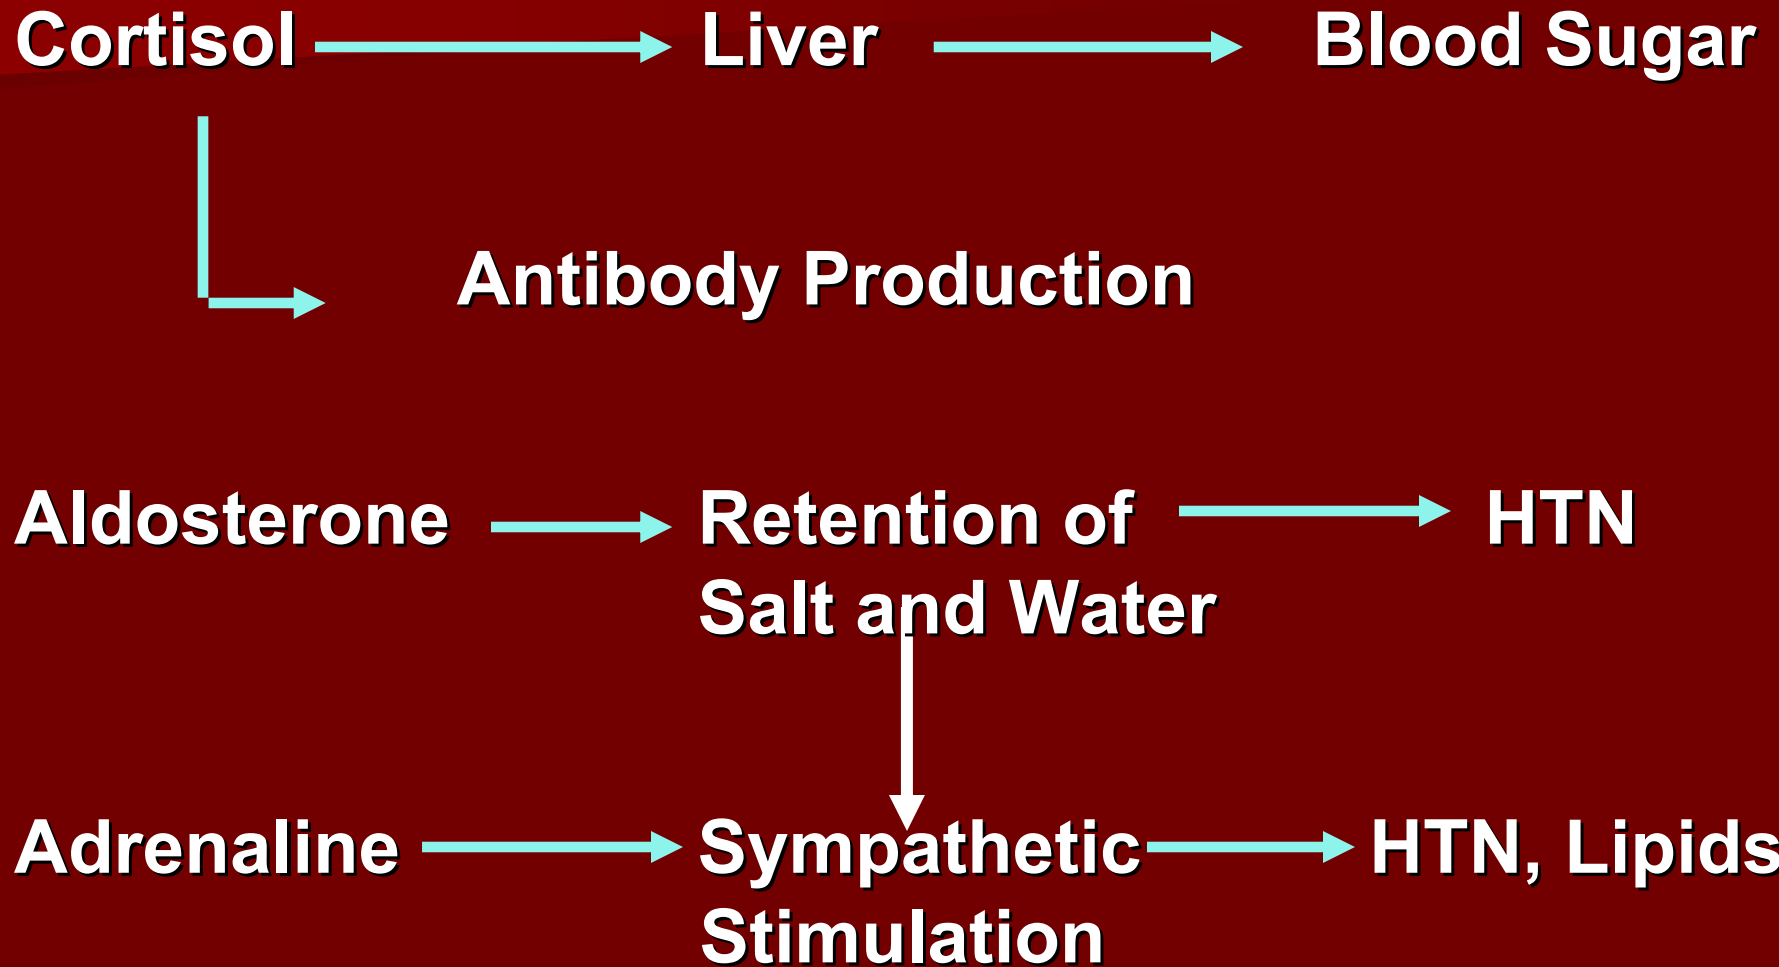 Cortisol Liver Blood Sugar
Antibody Production
Aldosterone Retention of HTN
Salt and Water
Adrenaline Sympathetic HTN, Lipids
Stimulation